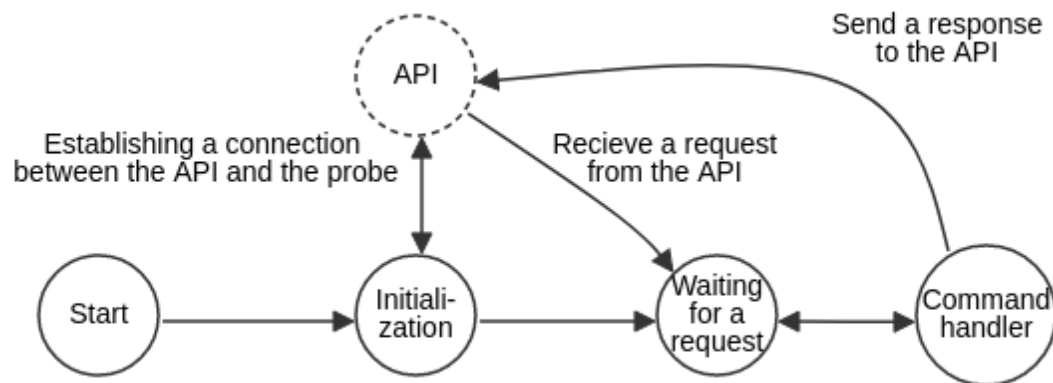 Send a response
to the API
API
Establishing a connection
between the API and the probe
Recieve a request
from the API
Start
Initiali-
zation
Waiting
for a
request
Command
handler